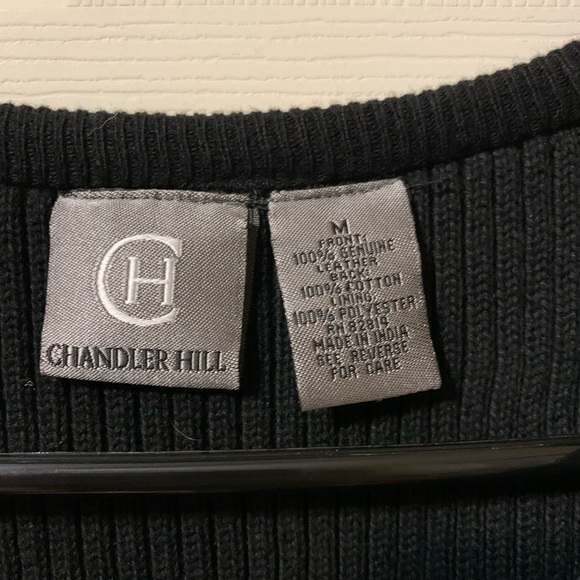 CH
CHANDLER HILL
M
FRONT:
100% GENUINE
LEATHER
BACK:
100% COTTON
LINING:
100% POLYESTER
RN 82819
MADE IN INDIA
SEE REVERSE
FOR CARE